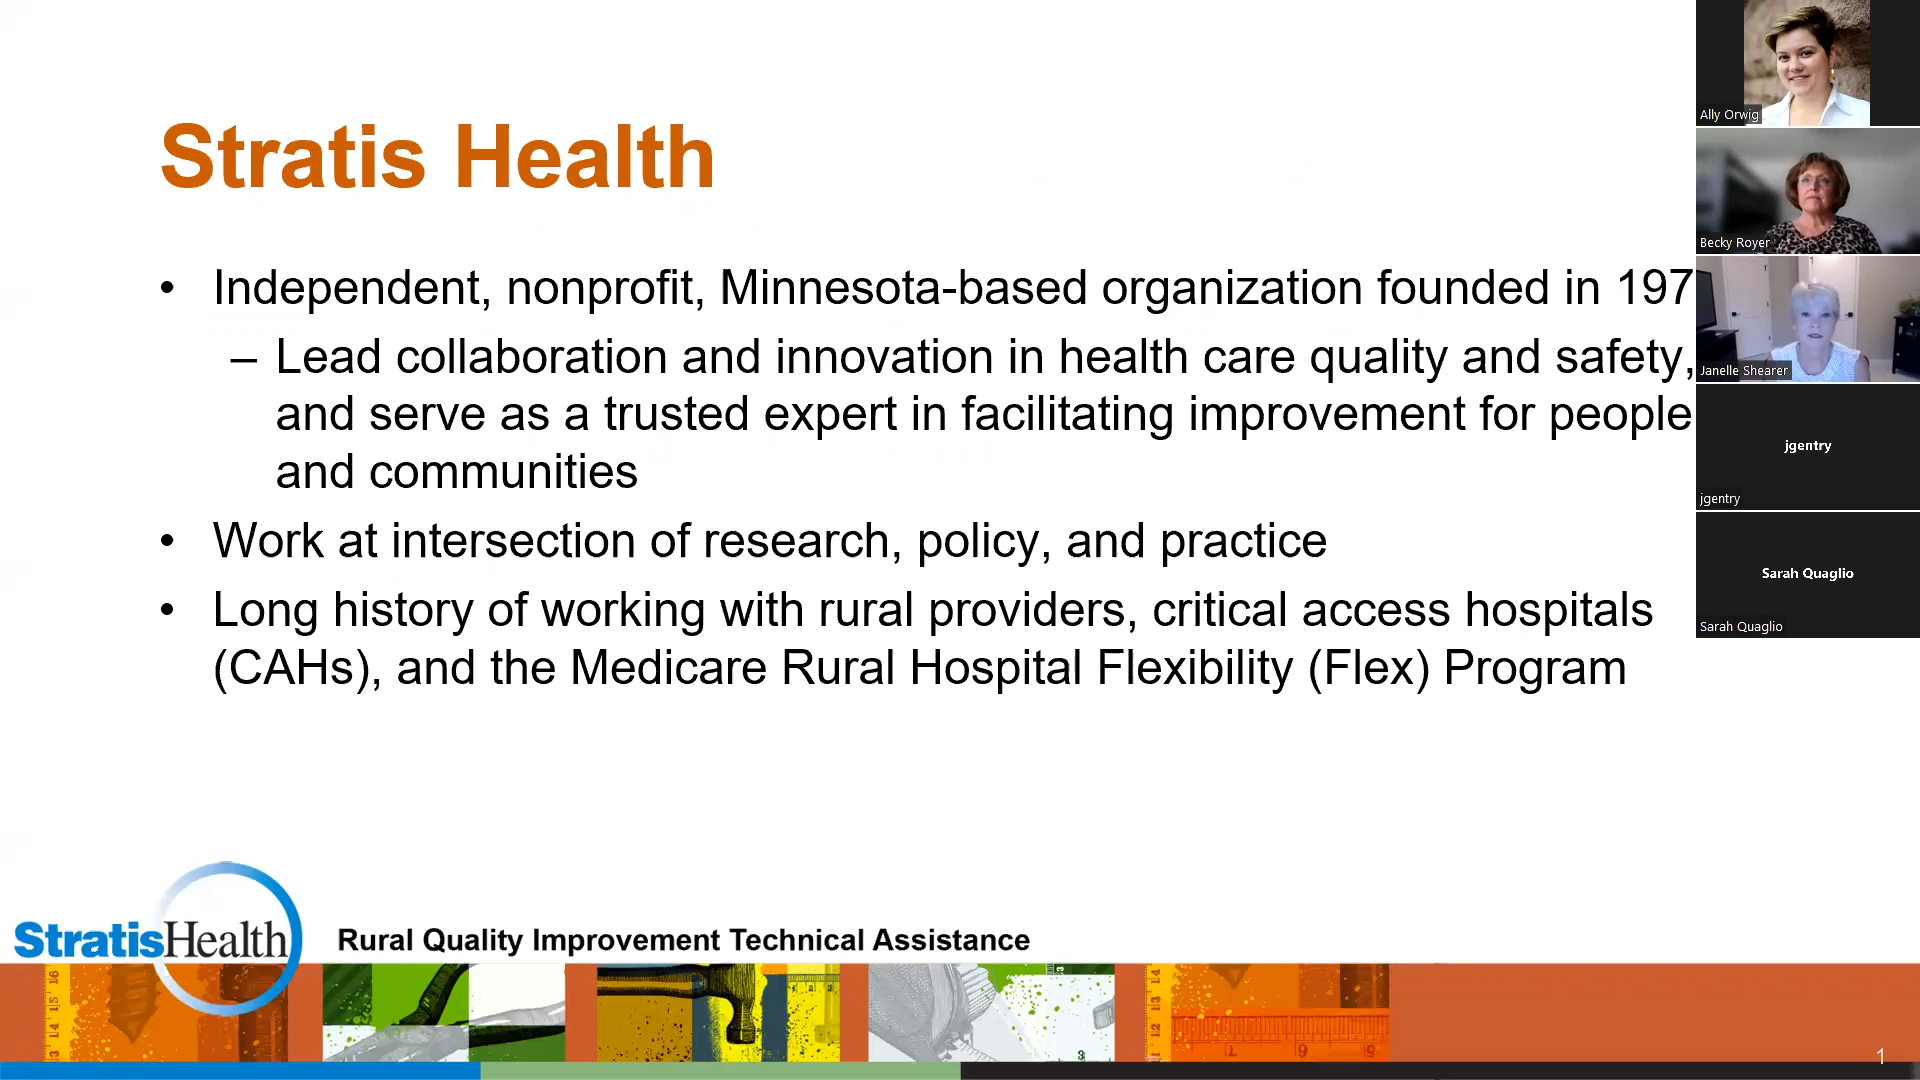 Stratis Health
• Independent, nonprofit, Minnesota-based organization founded in 197
– Lead collaboration and innovation in health care quality and safety,
and serve as a trusted expert in facilitating improvement for people
and communities
• Work at intersection of research, policy, and practice
• Long history of working with rural providers, critical access hospitals
(CAHs), and the Medicare Rural Hospital Flexibility (Flex) Program
Ally Orwig
Becky Royer
Janelle Shearer
jgentry
jgentry
Sarah Quaglio
Sarah Quaglio
StratisHealth
Rural Quality Improvement Technical Assistance
1